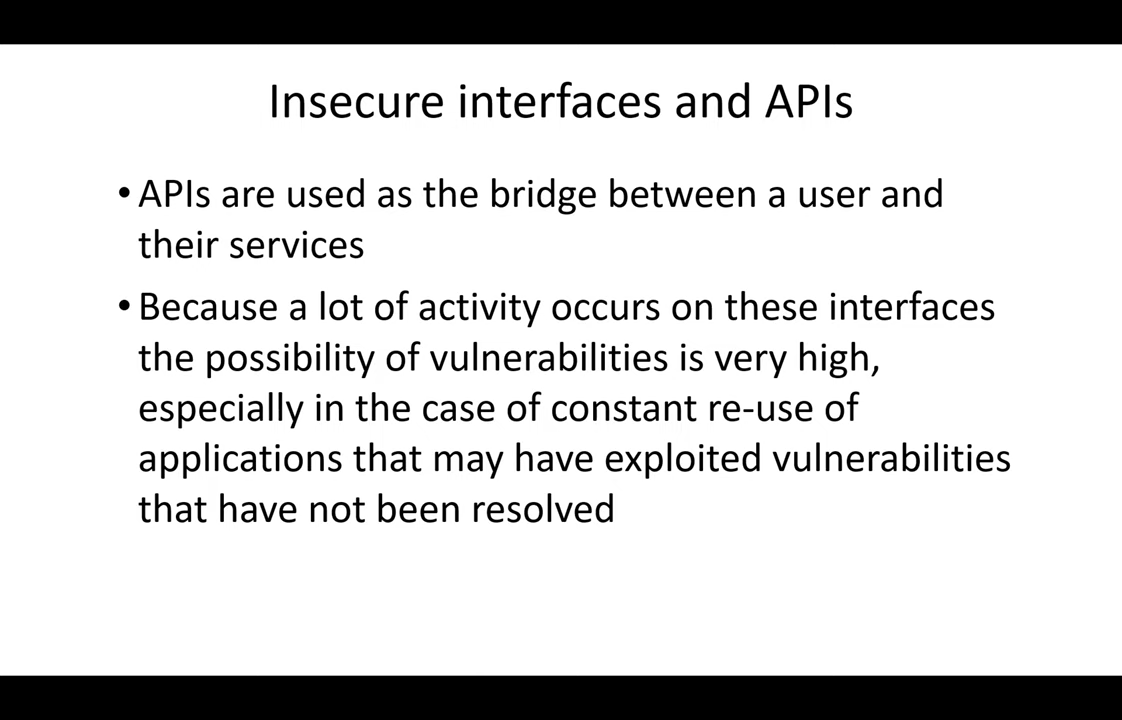 Insecure interfaces and APIs
•APIs are used as the bridge between a user and
their services
•Because a lot of activity occurs on these interfaces
the possibility of vulnerabilities is very high,
especially in the case of constant re-use of
applications that may have exploited vulnerabilities
that have not been resolved